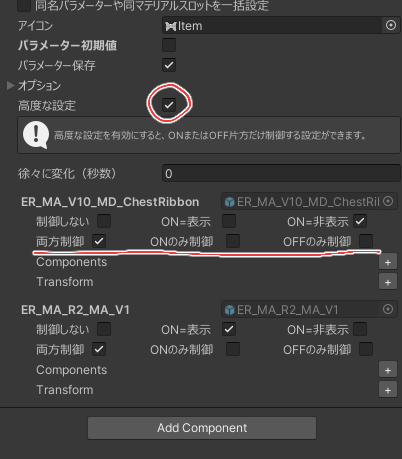 同名パラメーターや同マテリアルスロットを一括設定
アイコン Item
パラメーター初期値
パラメーター保存
オプション
高度な設定
高度な設定を有効にすると、ONまたはOFF片方だけ制御する設定ができます。
徐々に変化（秒数） 0
ER_MA_V10_MD_ChestRibbon ER_MA_V10_MD_ChestRil
制御しない ON=表示 ON=非表示
両方制御 ONのみ制御 OFFのみ制御
Components +
Transform +
ER_MA_R2_MA_V1 ER_MA_R2_MA_V1
制御しない ON=表示 ON=非表示
両方制御 ONのみ制御 OFFのみ制御
Components +
Transform +
Add Component